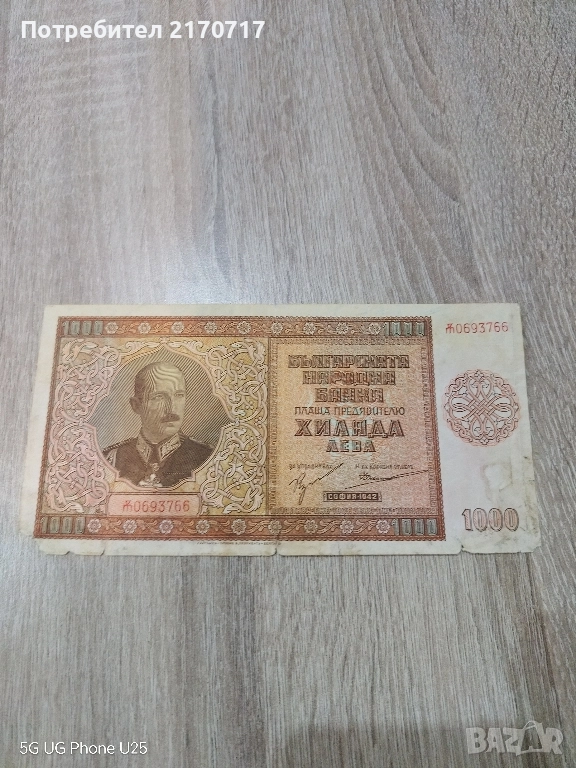 Потребител 2170717
1000
1000
Ж0693766
БЪЛГАРСКАТА
НАРОДНА
БАНКА
ПЛАЩА ПРЕДЯВИТЕЛЮ
ХИЛЯДА
ЛЕВА
СОФИЯ·1942
Ж0693766
1000
1000
1000
5G UG Phone U25
BAZAR